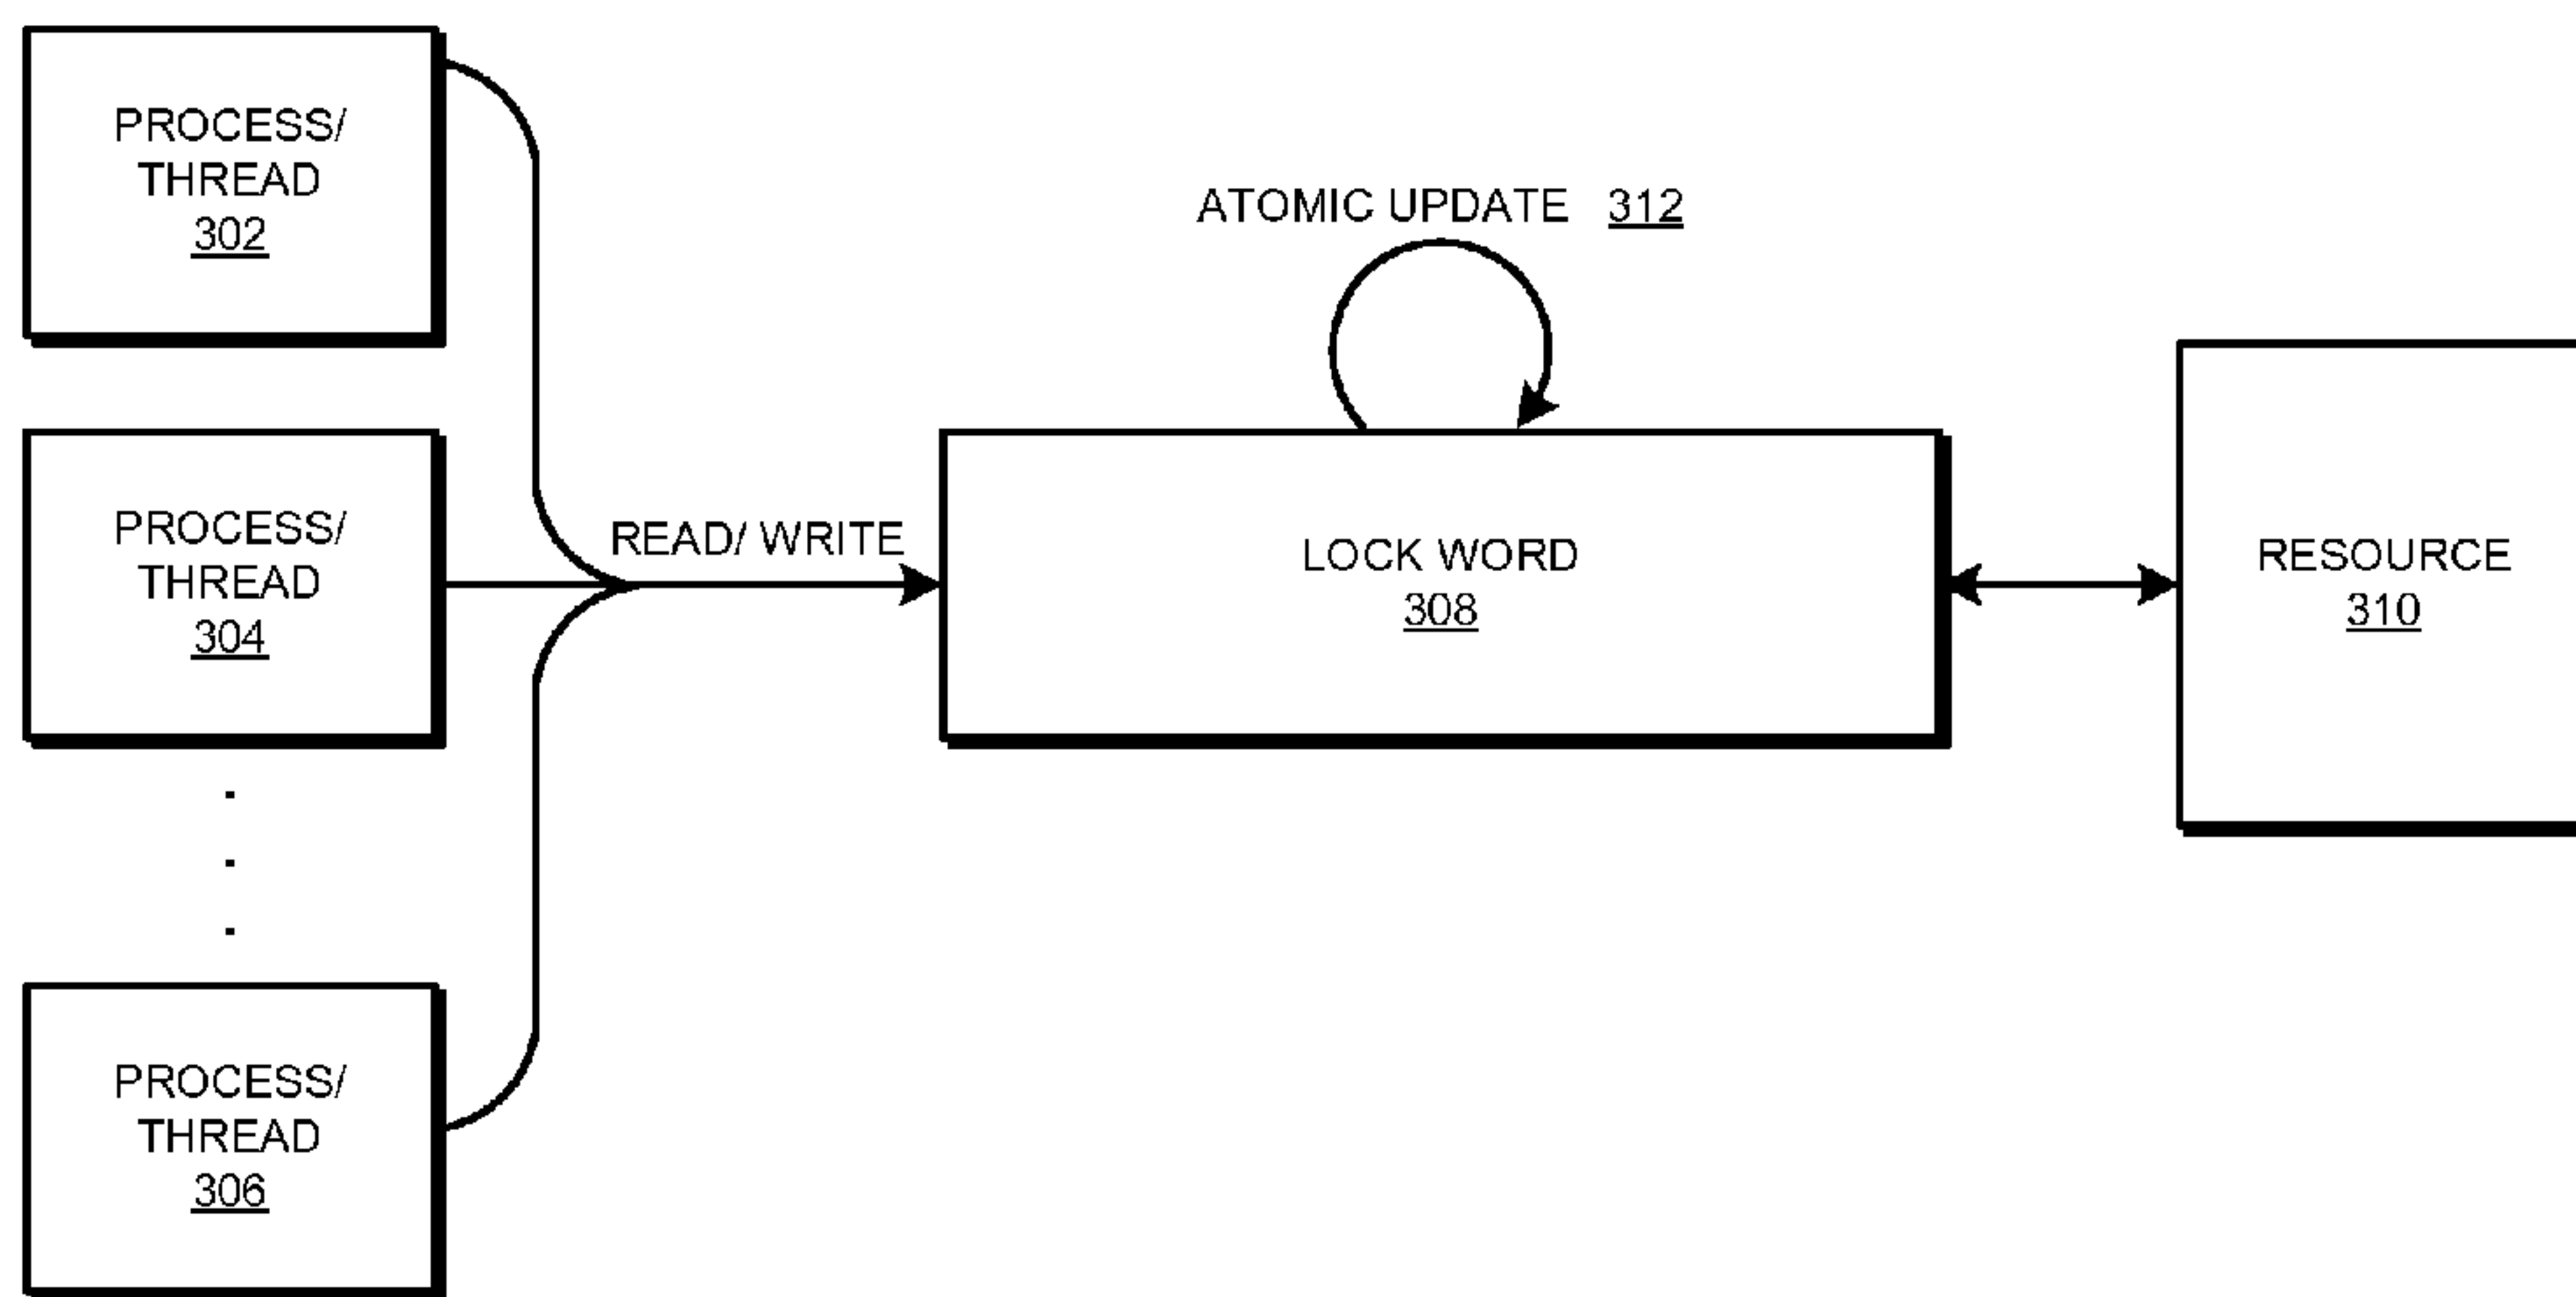 PROCESS/
THREAD
302
ATOMIC UPDATE 312
PROCESS/
THREAD
304
READ/ WRITE
LOCK WORD
308
RESOURCE
310
PROCESS/
THREAD
306